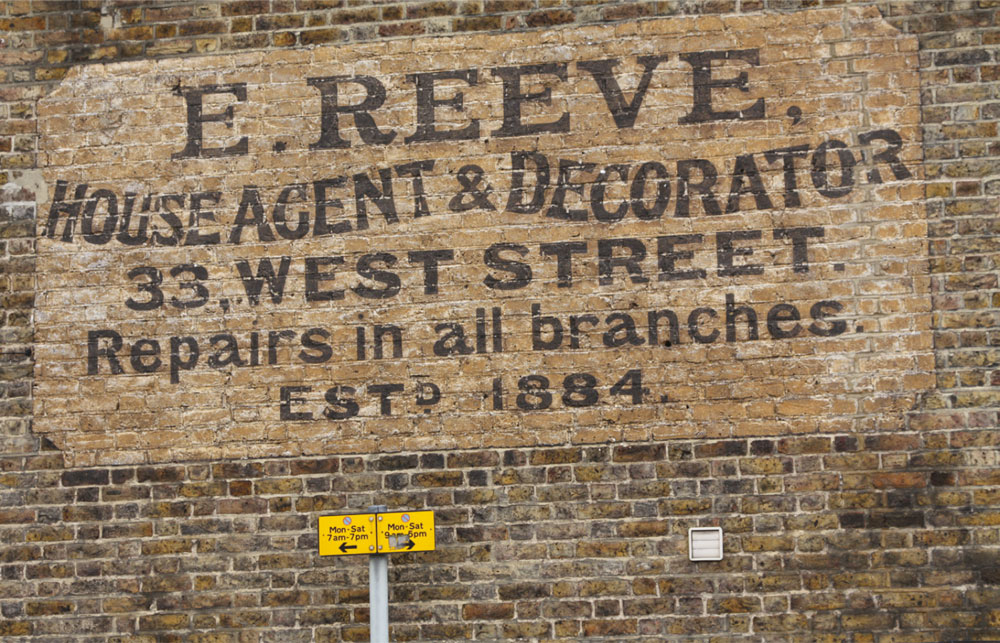 E. REEVE,
HOUSE AGENT & DECORATOR
33, WEST STREET.
Repairs in all branches.
ESTD 1884.
Mon-Sat
7am-7pm
Mon-Sat
9am-5pm